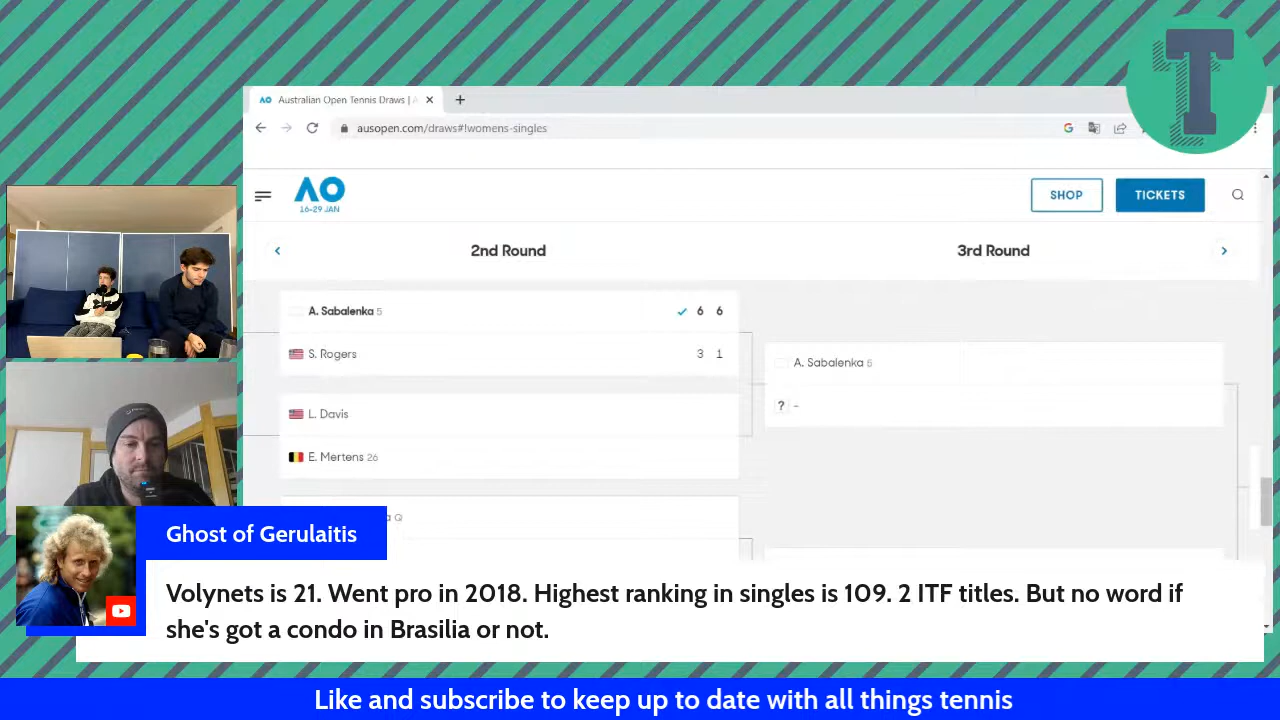 Australian Open Tennis Draws | A
ausopen.com/draws#!womens-singles
T
AO
16-29 JAN
SHOP
TICKETS
2nd Round
3rd Round
A. Sabalenka 5
6 6
S. Rogers
3 1
A. Sabalenka 5
? -
L. Davis
E. Mertens 26
a Q
Ghost of Gerulaitis
Volynets is 21. Went pro in 2018. Highest ranking in singles is 109. 2 ITF titles. But no word if
she's got a condo in Brasilia or not.
Like and subscribe to keep up to date with all things tennis